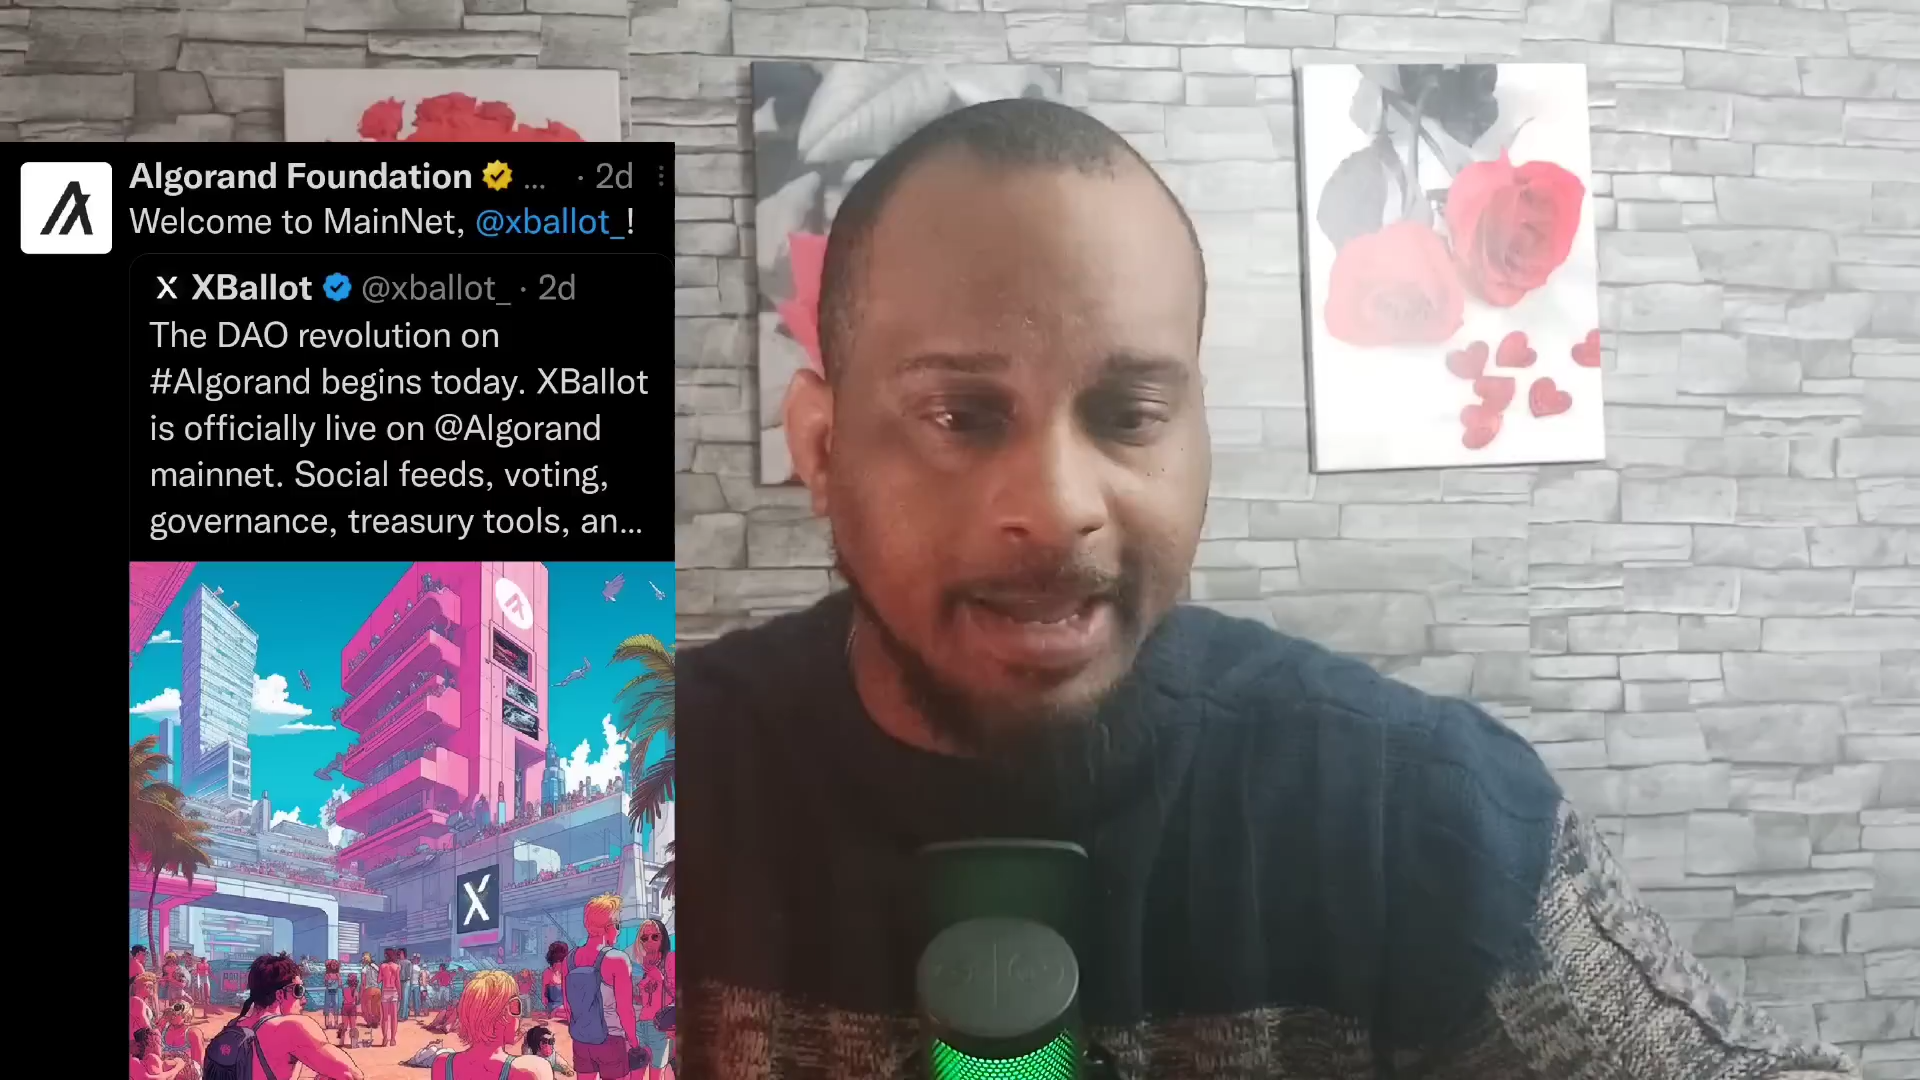 Algorand Foundation ... · 2d
Welcome to MainNet, @xballot_!
X XBallot @xballot_ · 2d
The DAO revolution on
#Algorand begins today. XBallot
is officially live on @Algorand
mainnet. Social feeds, voting,
governance, treasury tools, an...
X